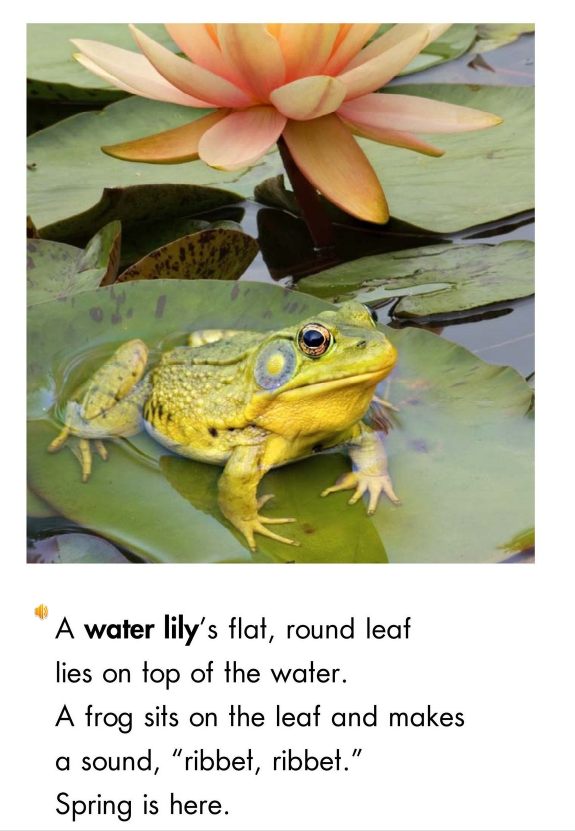 A water lily’s flat, round leaf
lies on top of the water.
A frog sits on the leaf and makes
a sound, “ribbet, ribbet.”
Spring is here.